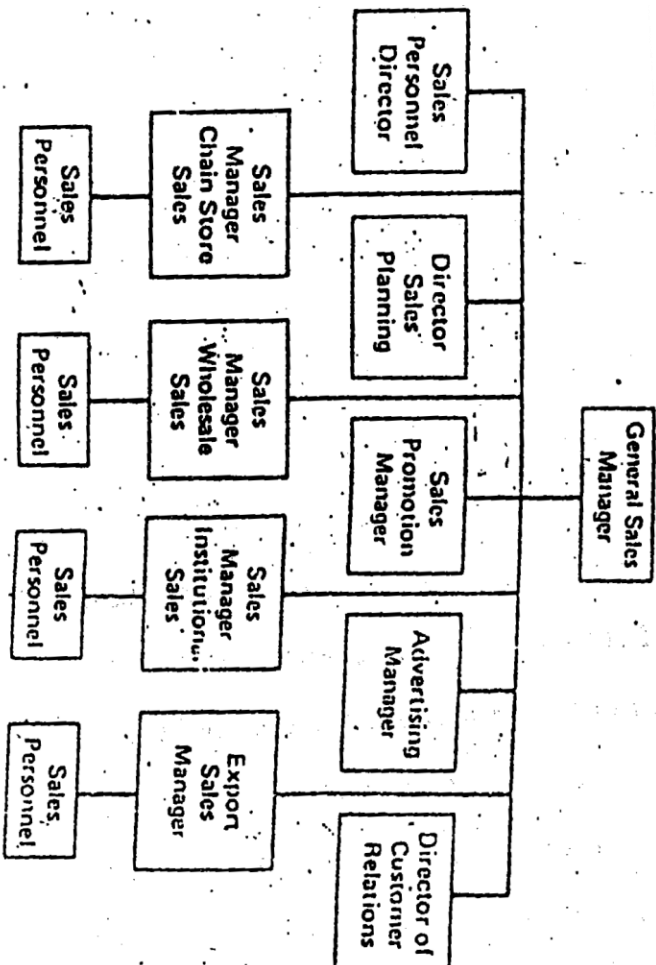 General Sales
Manager
Sales
Personnel
Director
Director
Sales
Planning
Sales
Promotion
Manager
Advertising
Manager
Director of
Customer
Relations
Sales
Manager
Chain Store
Sales
Sales
Manager
Wholesale
Sales
Sales
Manager
Institutional
Sales
Export
Sales
Manager
Sales
Personnel
Sales
Personnel
Sales
Personnel
Sales
Personnel